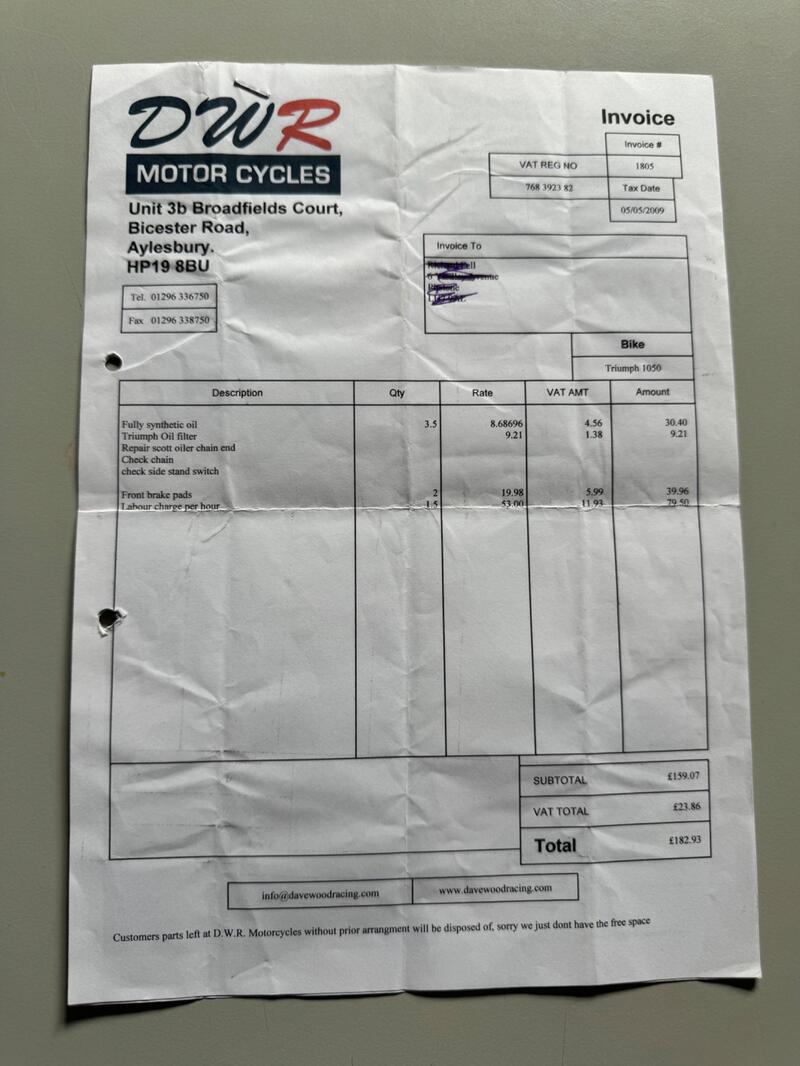 DWR
MOTOR CYCLES
Unit 3b Broadfields Court,
Bicester Road,
Aylesbury.
HP19 8BU
Tel. 01296 336750
Fax 01296 338750
Invoice
Invoice #
VAT REG NO 1805
768 3923 82 Tax Date
05/05/2009
Invoice To
Bike
Triumph 1050
Description Qty Rate VAT AMT Amount
Fully synthetic oil 3.5 8.68696 4.56 30.40
Triumph Oil filter 9.21 1.38 9.21
Repair scott oiler chain end
Check chain
check side stand switch
Front brake pads 2 19.98 5.99 39.96
Labour charge per hour 1.5 53.00 11.93 79.50
SUBTOTAL £159.07
VAT TOTAL £23.86
Total £182.93
info@davewoodracing.com www.davewoodracing.com
Customers parts left at D.W.R. Motorcycles without prior arrangment will be disposed of, sorry we just dont have the free space